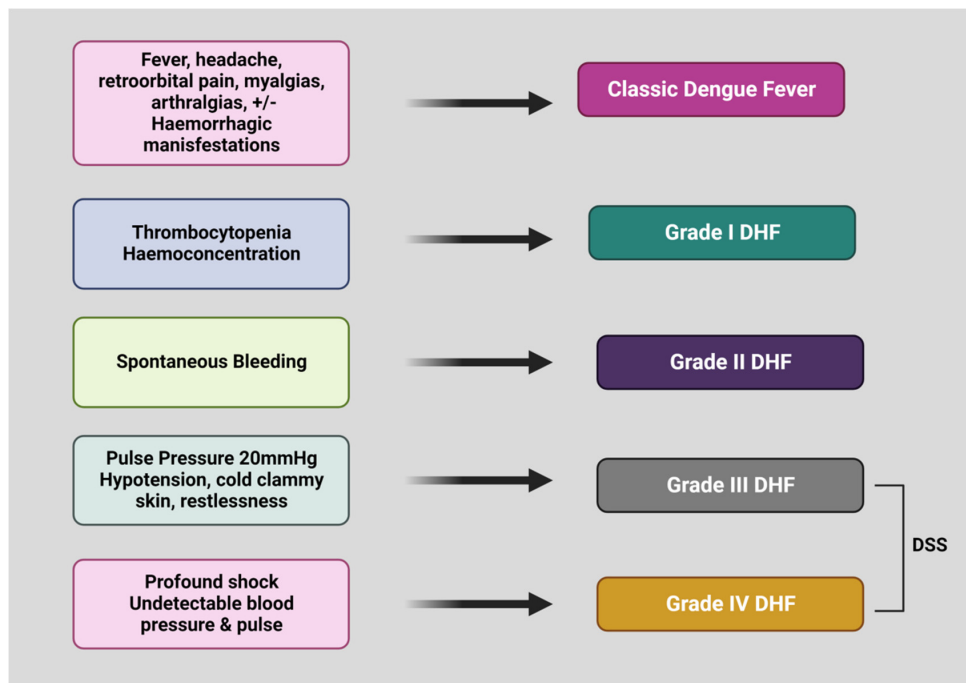 Fever, headache,
retroorbital pain, myalgias,
arthralgias, +/-
Haemorrhagic
manisfestations
Classic Dengue Fever
Thrombocytopenia
Haemoconcentration
Grade I DHF
Spontaneous Bleeding
Grade II DHF
Pulse Pressure 20mmHg
Hypotension, cold clammy
skin, restlessness
Grade III DHF
DSS
Profound shock
Undetectable blood
pressure & pulse
Grade IV DHF